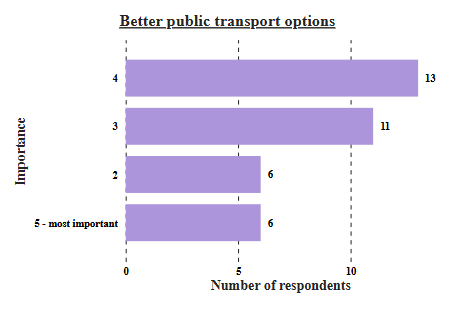 Better public transport options
4
13
3
11
2
6
5 - most important
6
Importance
0
5
10
Number of respondents